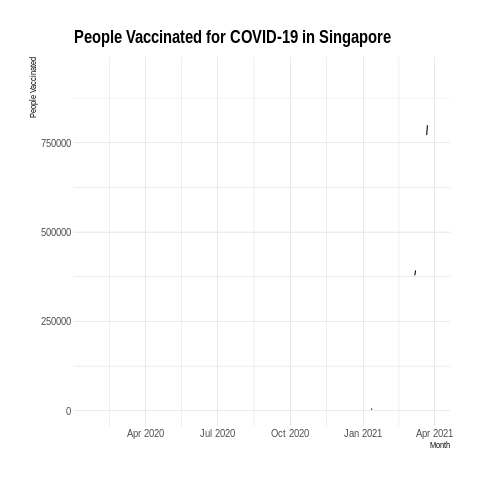 People Vaccinated for COVID-19 in Singapore
People Vaccinated
750000
500000
250000
0
Apr 2020 Jul 2020 Oct 2020 Jan 2021 Apr 2021
Month